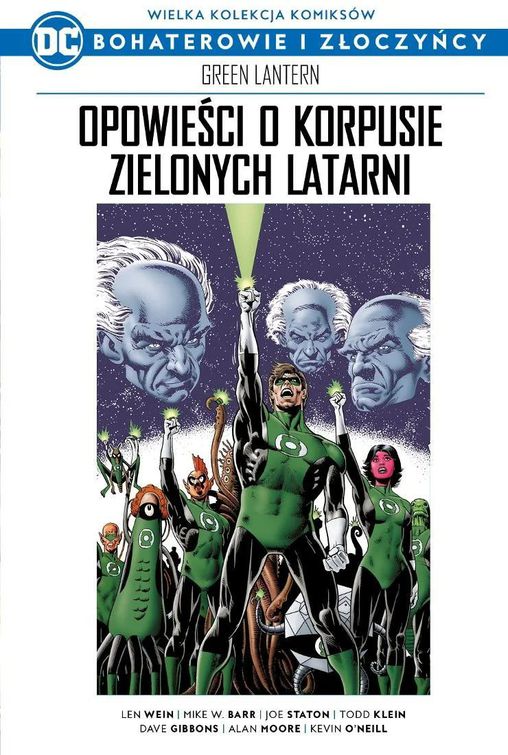 WIELKA KOLEKCJA KOMIKSÓW
DC BOHATEROWIE I ZŁOCZYŃCY
GREEN LANTERN
OPOWIEŚCI O KORPUSIE
ZIELONYCH LATARNI
LEN WEIN | MIKE W. BARR | JOE STATON | TODD KLEIN
DAVE GIBBONS | ALAN MOORE | KEVIN O'NEILL